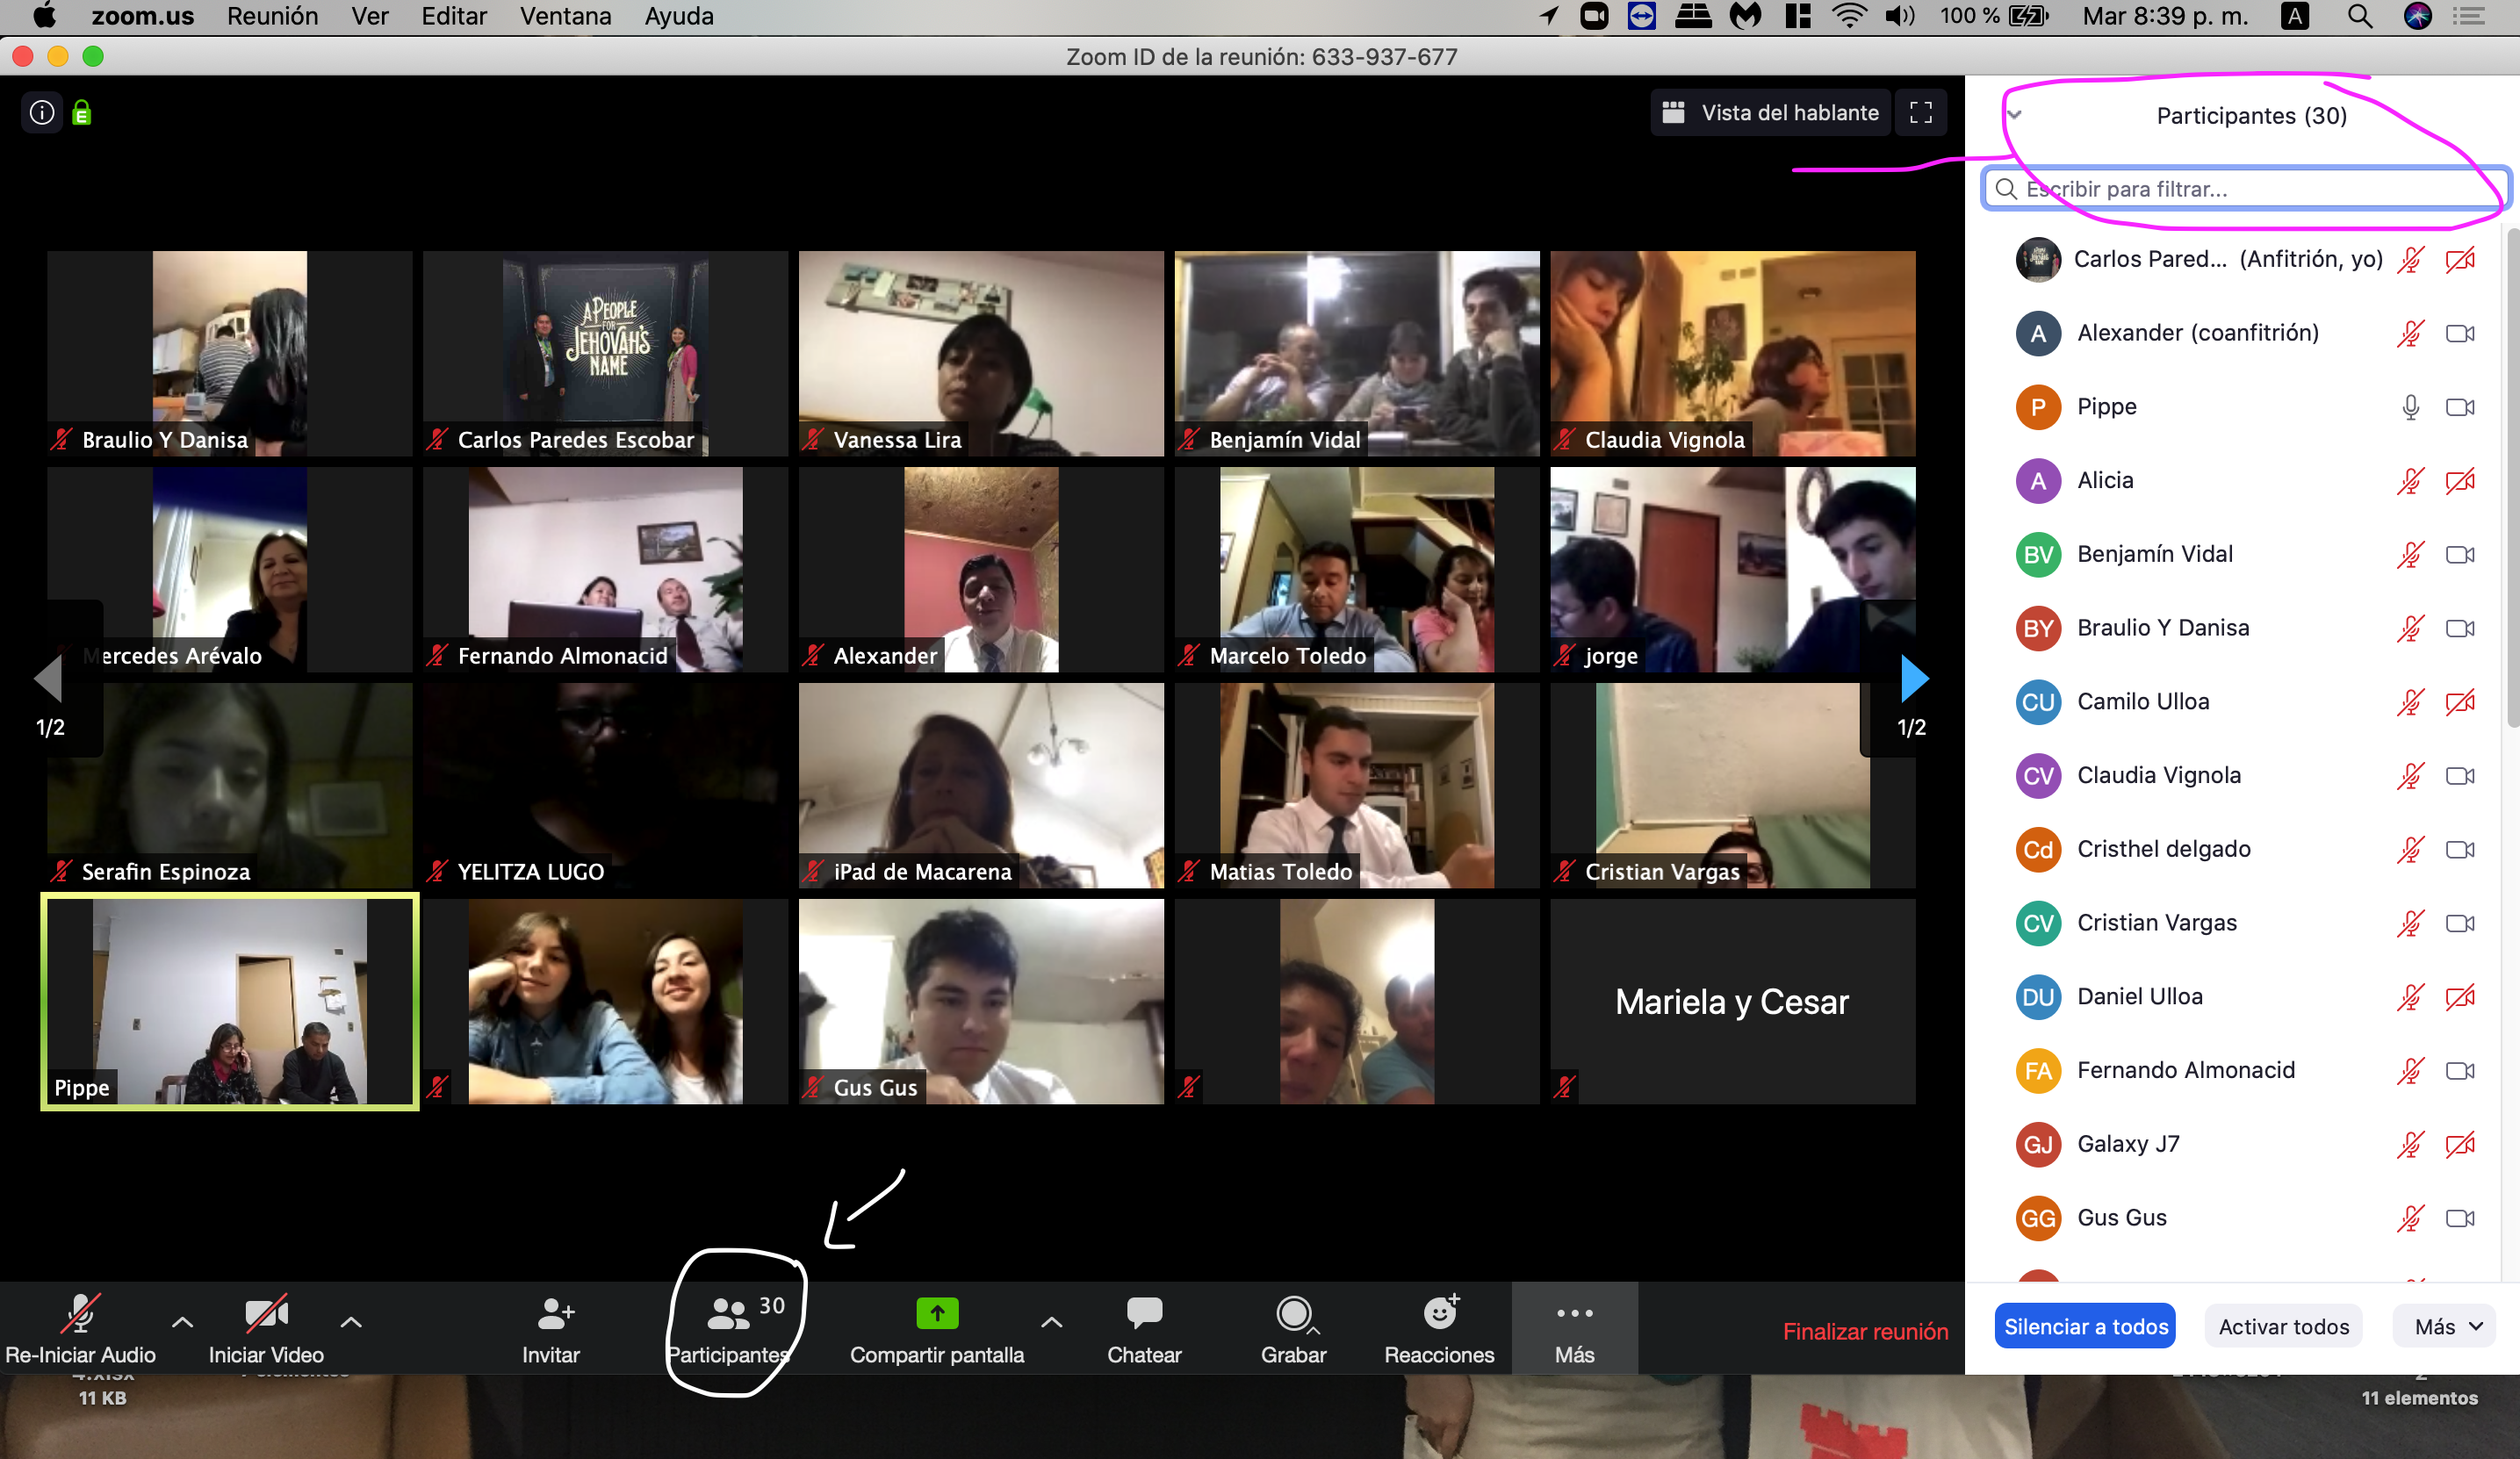 zoom.us Reunión Ver Editar Ventana Ayuda 100 % Mar 8:39 p. m. A
Zoom ID de la reunión: 633-937-677
E
Vista del hablante
Braulio Y Danisa
Carlos Paredes Escobar
A PEOPLE
FOR
JEHOVAH'S
NAME
Vanessa Lira
Benjamín Vidal
Claudia Vignola
Mercedes Arévalo
Fernando Almonacid
Alexander
Marcelo Toledo
jorge
1/2
1/2
Serafin Espinoza
YELITZA LUGO
iPad de Macarena
Matias Toledo
Cristian Vargas
Pippe
Gus Gus
Mariela y Cesar
Participantes (30)
Escribir para filtrar...
Carlos Pared... (Anfitrión, yo)
A Alexander (coanfitrión)
P Pippe
A Alicia
BV Benjamín Vidal
BY Braulio Y Danisa
CU Camilo Ulloa
CV Claudia Vignola
Cd Cristhel delgado
CV Cristian Vargas
DU Daniel Ulloa
FA Fernando Almonacid
GJ Galaxy J7
GG Gus Gus
Silenciar a todos Activar todos Más
Re-Iniciar Audio
Iniciar Video
Invitar
30
Participantes
Compartir pantalla
Chatear
Grabar
Reacciones
Más
Finalizar reunión
11 KB
11 elementos